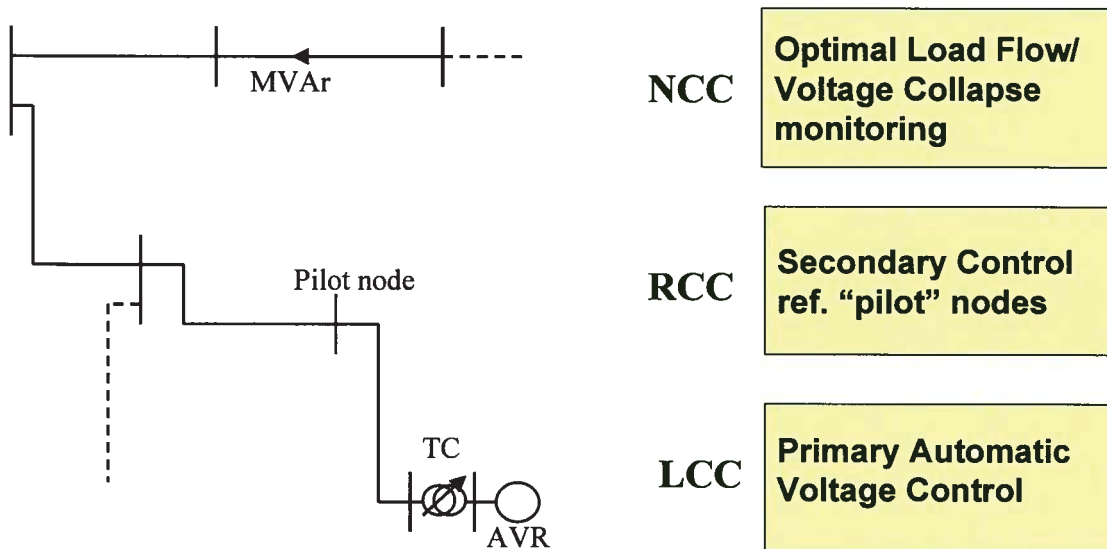 MVAr
Pilot node
TC
AVR
NCC
Optimal Load Flow/
Voltage Collapse
monitoring
RCC
Secondary Control
ref. “pilot” nodes
LCC
Primary Automatic
Voltage Control